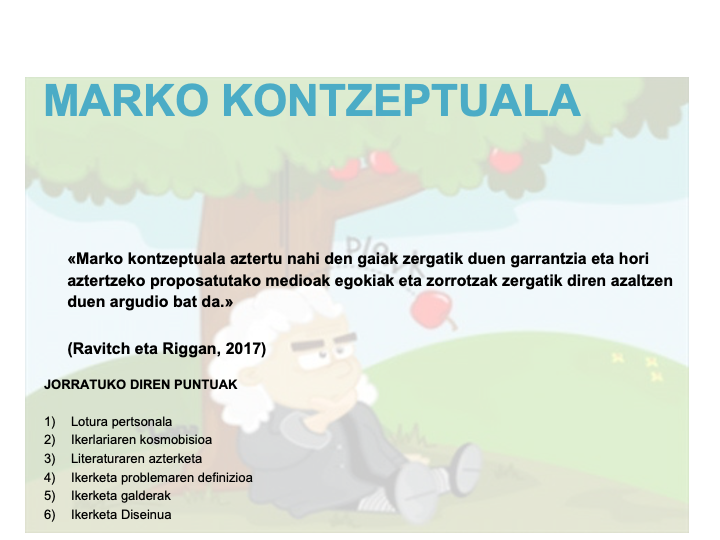 MARKO KONTZEPTUALA
plock
«Marko kontzeptuala aztertu nahi den gaiak zergatik duen garrantzia eta hori
aztertzeko proposatutako medioak egokiak eta zorrotzak zergatik diren azaltzen
duen argudio bat da.»
(Ravitch eta Riggan, 2017)
JORRATUKO DIREN PUNTUAK
1) Lotura pertsonala
2) Ikerlariaren kosmobisioa
3) Literaturaren azterketa
4) Ikerketa problemaren definizioa
5) Ikerketa galderak
6) Ikerketa Diseinua